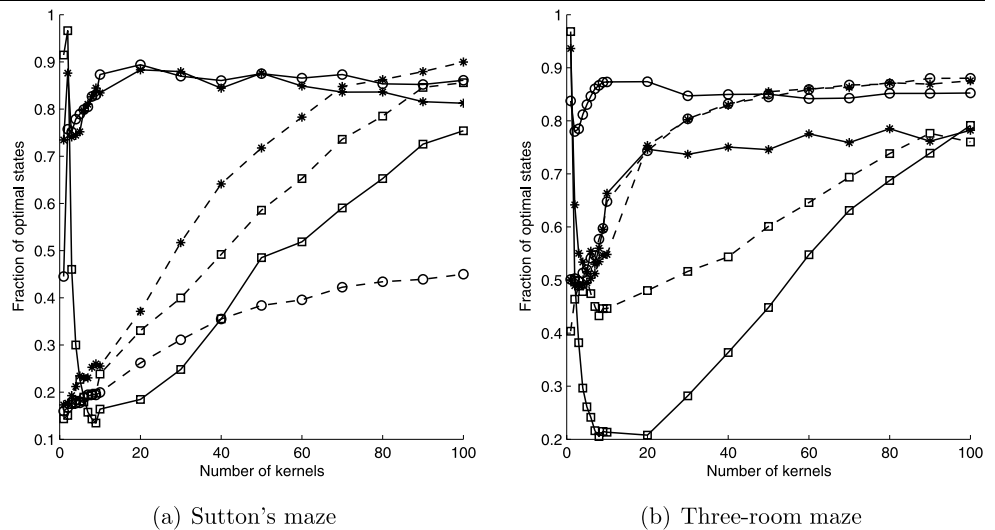 1
0.9
0.8
0.7
0.6
0.5
0.4
0.3
0.2
0.1
Fraction of optimal states
0 20 40 60 80 100
Number of kernels
(a) Sutton's maze
1
0.9
0.8
0.7
0.6
0.5
0.4
0.3
0.2
Fraction of optimal states
0 20 40 60 80 100
Number of kernels
(b) Three-room maze